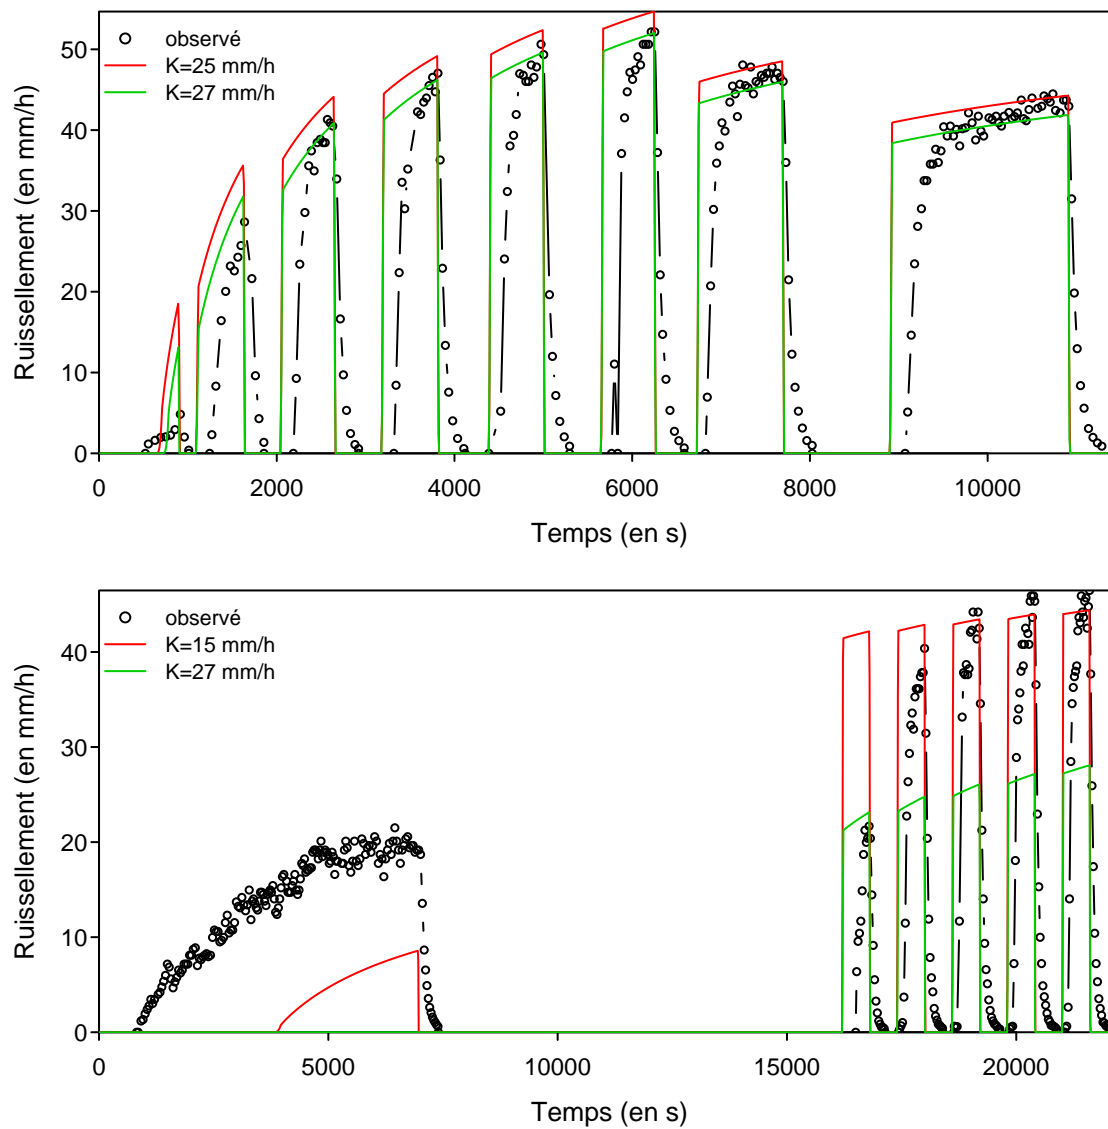 observé
K=25 mm/h
K=27 mm/h
Ruissellement (en mm/h)
50
40
30
20
10
0
0 2000 4000 6000 8000 10000
Temps (en s)
observé
K=15 mm/h
K=27 mm/h
Ruissellement (en mm/h)
40
30
20
10
0
0 5000 10000 15000 20000
Temps (en s)